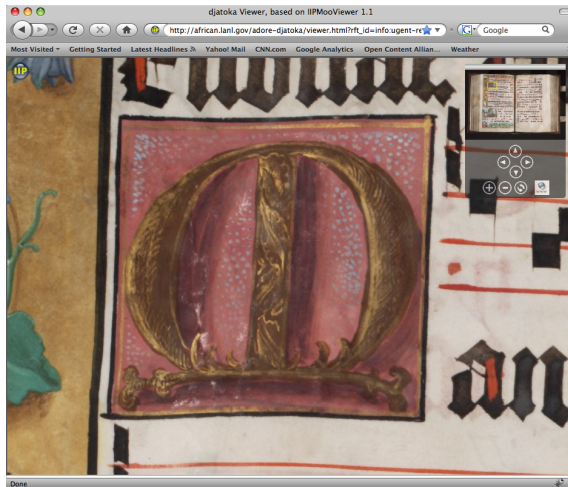 djatoka Viewer, based on IIPMooViewer 1.1
http://african.lanl.gov/adore-djatoka/viewer.html?rft_id=info:ugent-re
Google
Most Visited Getting Started Latest Headlines Yahoo! Mail CNN.com Google Analytics Open Content Allian... Weather
IIP
M
an
Done